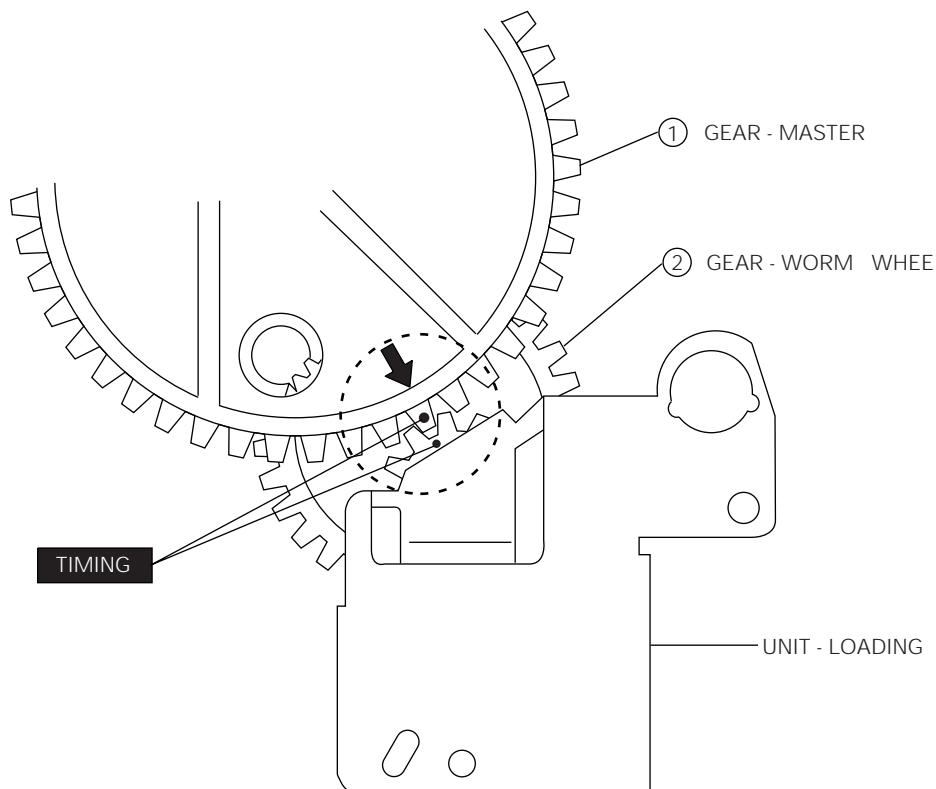 ① GEAR - MASTER
② GEAR - WORM WHEE
TIMING
UNIT - LOADING